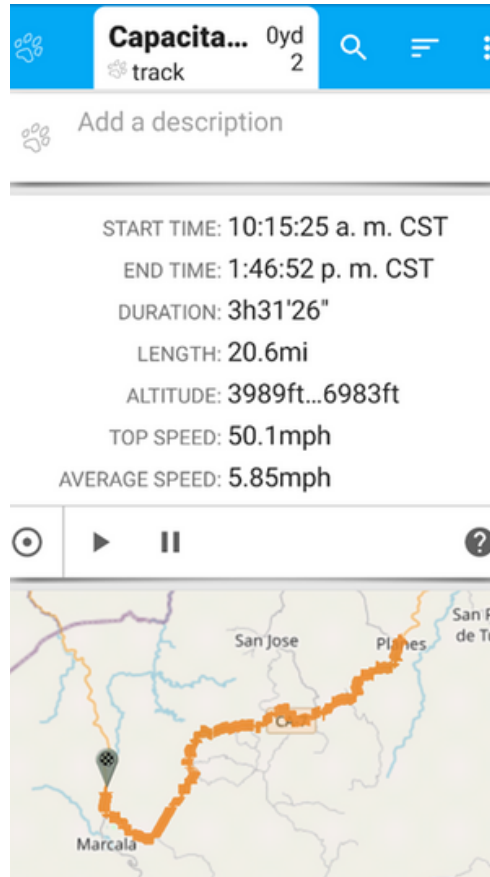 Capacita... 0yd
track 2
Add a description
START TIME: 10:15:25 a. m. CST
END TIME: 1:46:52 p. m. CST
DURATION: 3h31'26"
LENGTH: 20.6mi
ALTITUDE: 3989ft...6983ft
TOP SPEED: 50.1mph
AVERAGE SPEED: 5.85mph
?
San
San Jose Planes de
Marcala